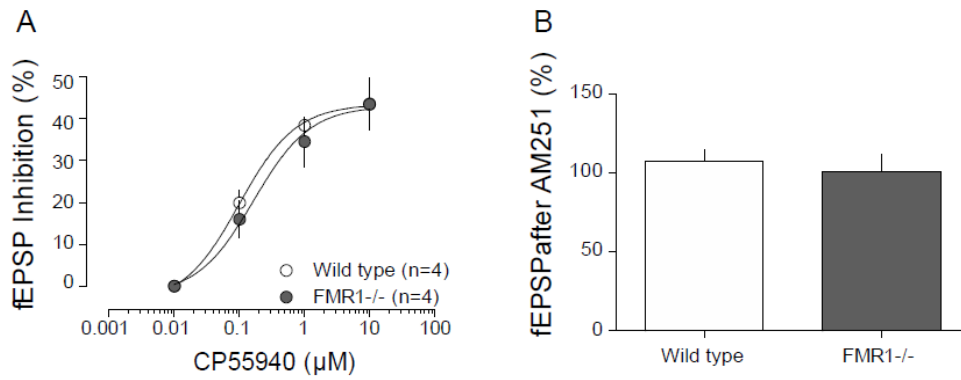 A
fEPSP Inhibition (%)
50
40
30
20
10
0
Wild type (n=4)
FMR1-/- (n=4)
0.001 0.01 0.1 1 10 100
CP55940 (μM)
B
fEPSPafter AM251 (%)
150
100
50
0
Wild type FMR1-/-